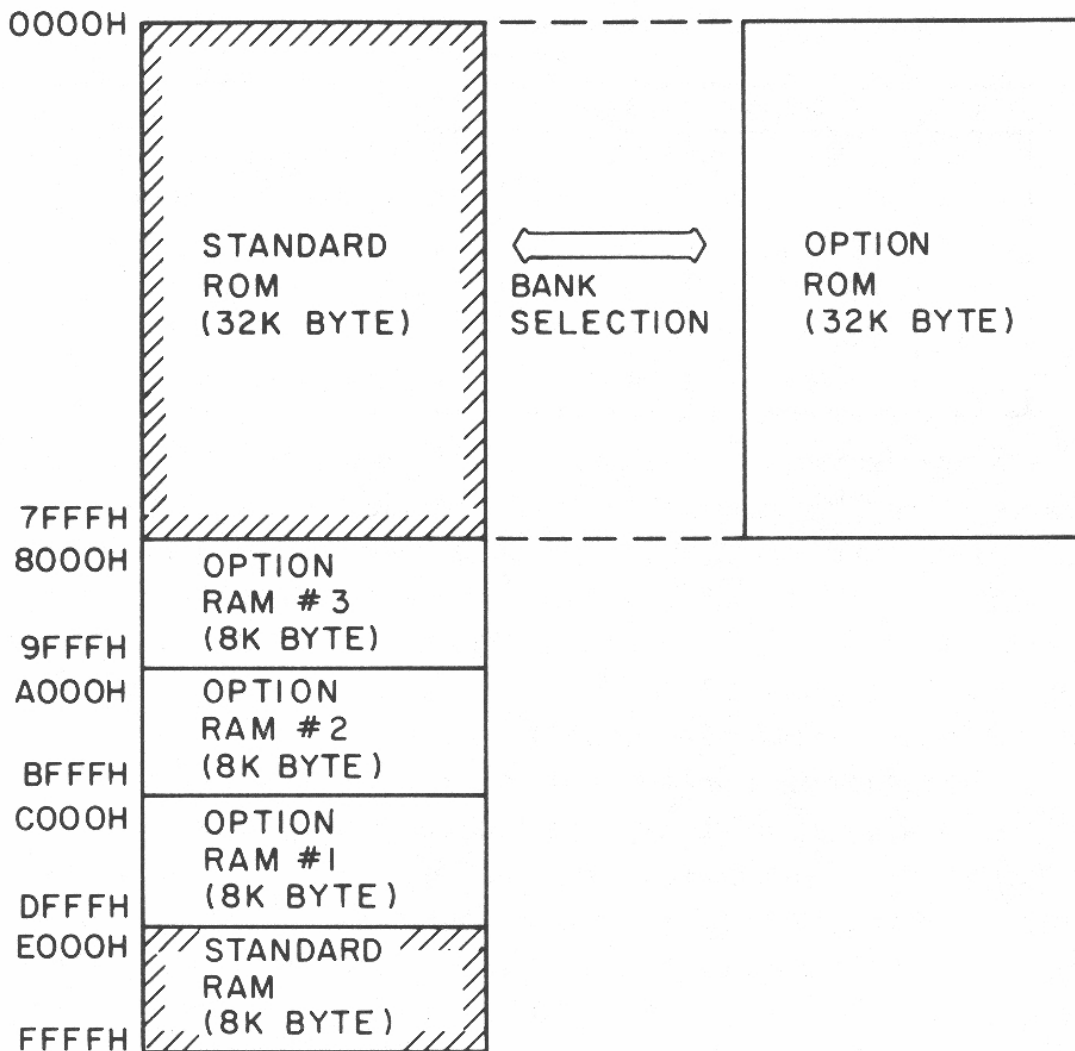 0000H
STANDARD
ROM
(32K BYTE)
BANK
SELECTION
OPTION
ROM
(32K BYTE)
7FFFH
8000H
OPTION
RAM #3
(8K BYTE)
9FFFH
A000H
OPTION
RAM #2
(8K BYTE)
BFFFH
C000H
OPTION
RAM #1
(8K BYTE)
DFFFH
E000H
STANDARD
RAM
(8K BYTE)
FFFFH